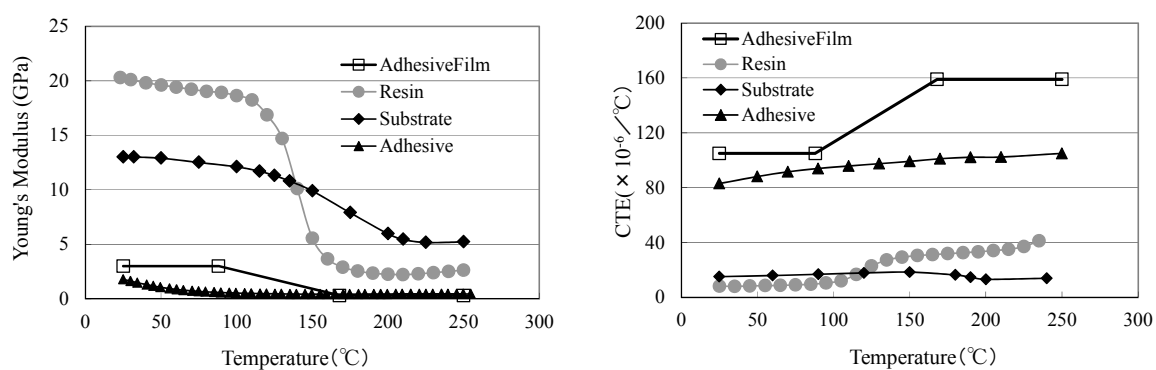 25
20
15
10
5
0
Young's Modulus (GPa)
AdhesiveFilm
Resin
Substrate
Adhesive
0 50 100 150 200 250 300
Temperature(℃)
200
160
120
80
40
0
CTE(×10⁻⁶/℃)
AdhesiveFilm
Resin
Substrate
Adhesive
0 50 100 150 200 250 300
Temperature(℃)